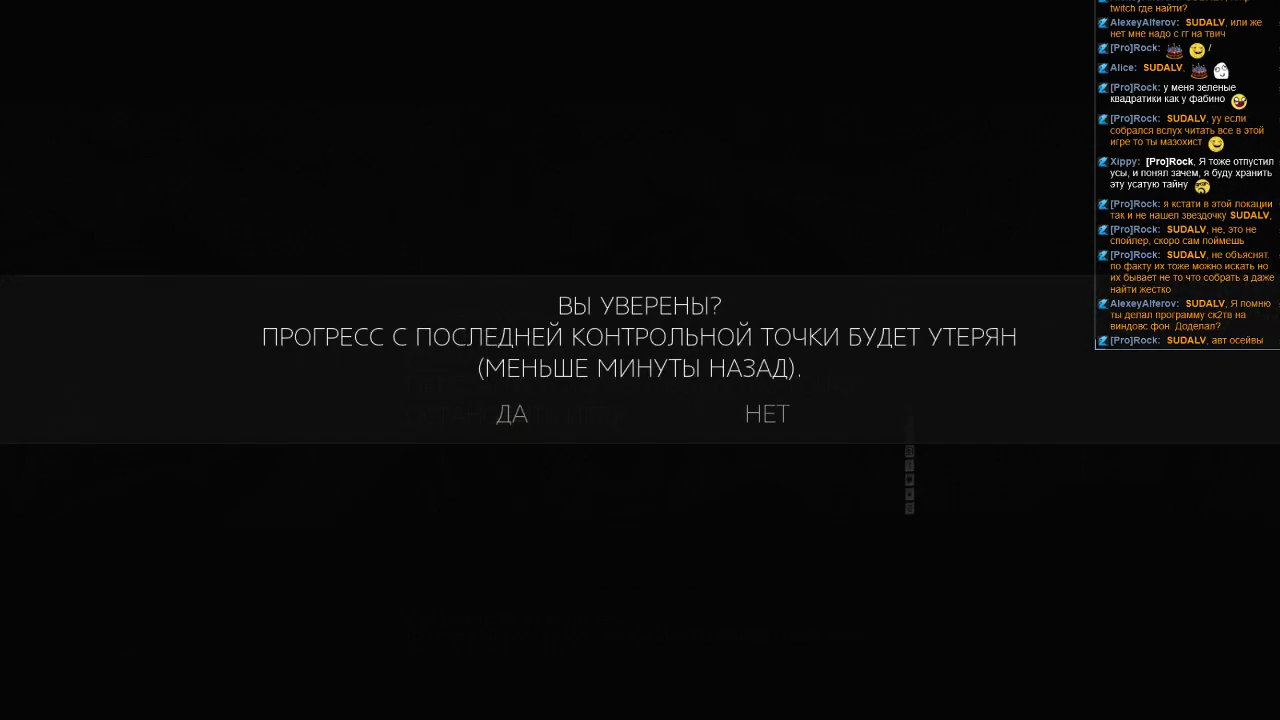 twitch где найти?
AlexeyAlferov: SUDALV, или же
нет мне надо с гг на твич
[Pro]Rock: /
Alice: SUDALV,
[Pro]Rock: у меня зеленые
квадратики как у фабино
[Pro]Rock: SUDALV, уу если
собрался вслух читать все в этой
игре то ты мазохист
Xippy: [Pro]Rock, Я тоже отпустил
усы, и понял зачем, я буду хранить
эту усатую тайну
[Pro]Rock: я кстати в этой локации
так и не нашел звездочку SUDALV,
[Pro]Rock: SUDALV, не, это не
спойлер, скоро сам поймешь
[Pro]Rock: SUDALV, не объяснят.
по факту их тоже можно искать но
их бывает не то что собрать а даже
найти жестко
AlexeyAlferov: SUDALV, Я помню
ты делал программу ск2тв на
виндовс фон Доделал?
[Pro]Rock: SUDALV, авт осейвы
ВЫ УВЕРЕНЫ?
ПРОГРЕСС С ПОСЛЕДНЕЙ КОНТРОЛЬНОЙ ТОЧКИ БУДЕТ УТЕРЯН
(МЕНЬШЕ МИНУТЫ НАЗАД).
ДА НЕТ